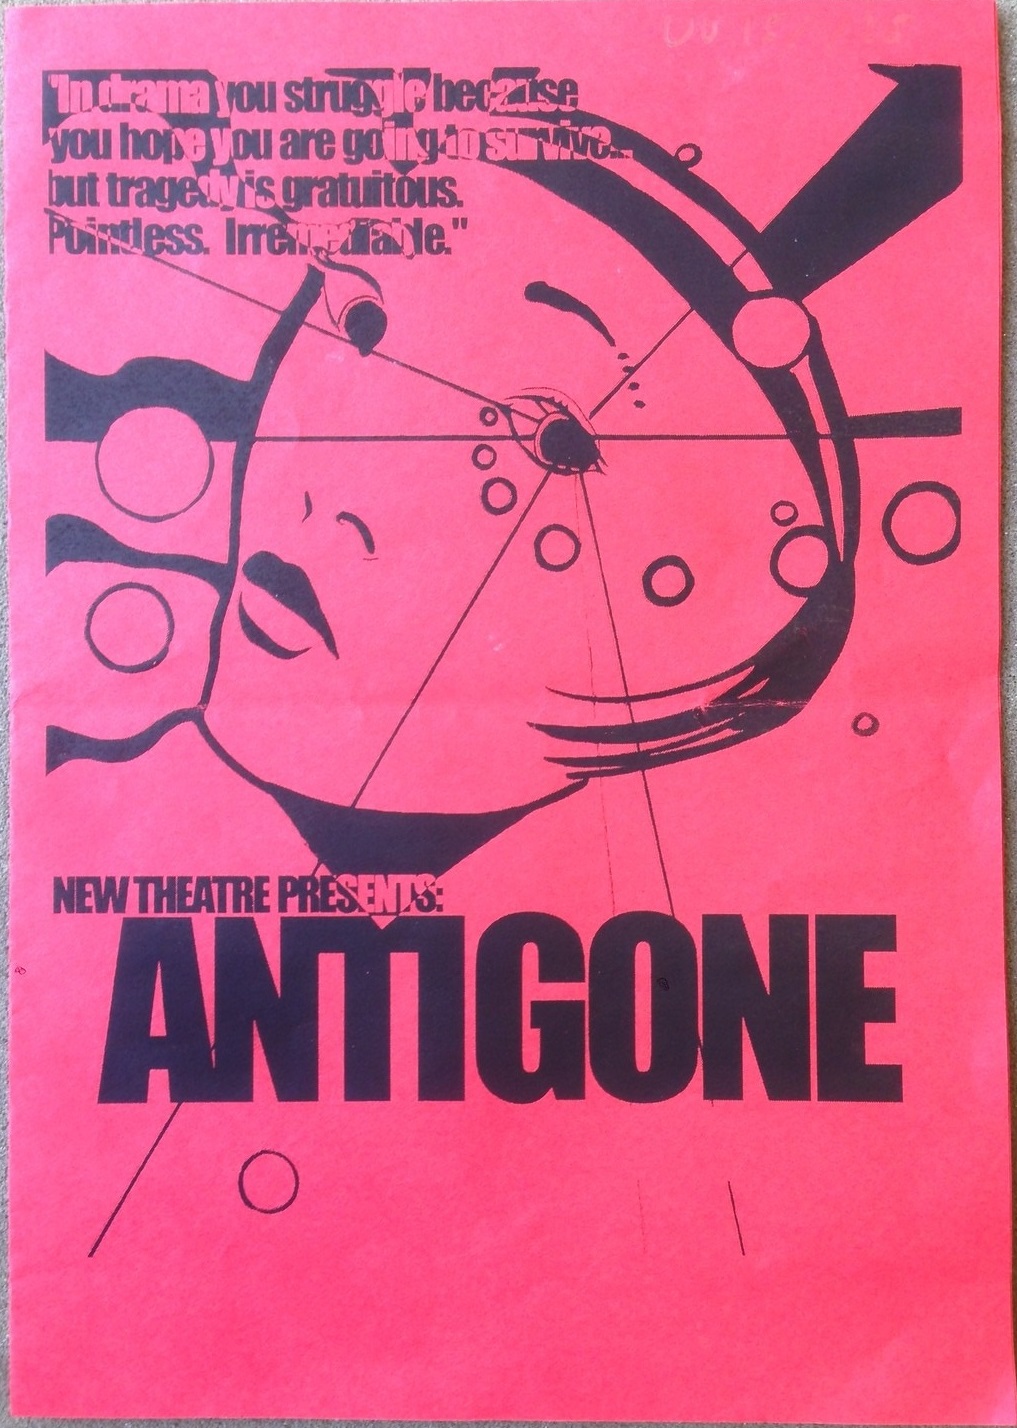 "In drama you struggle because
you hope you are going to survive...
but tragedy is gratuitous.
Pointless. Irremediable."
NEW THEATRE PRESENTS:
ANTIGONE